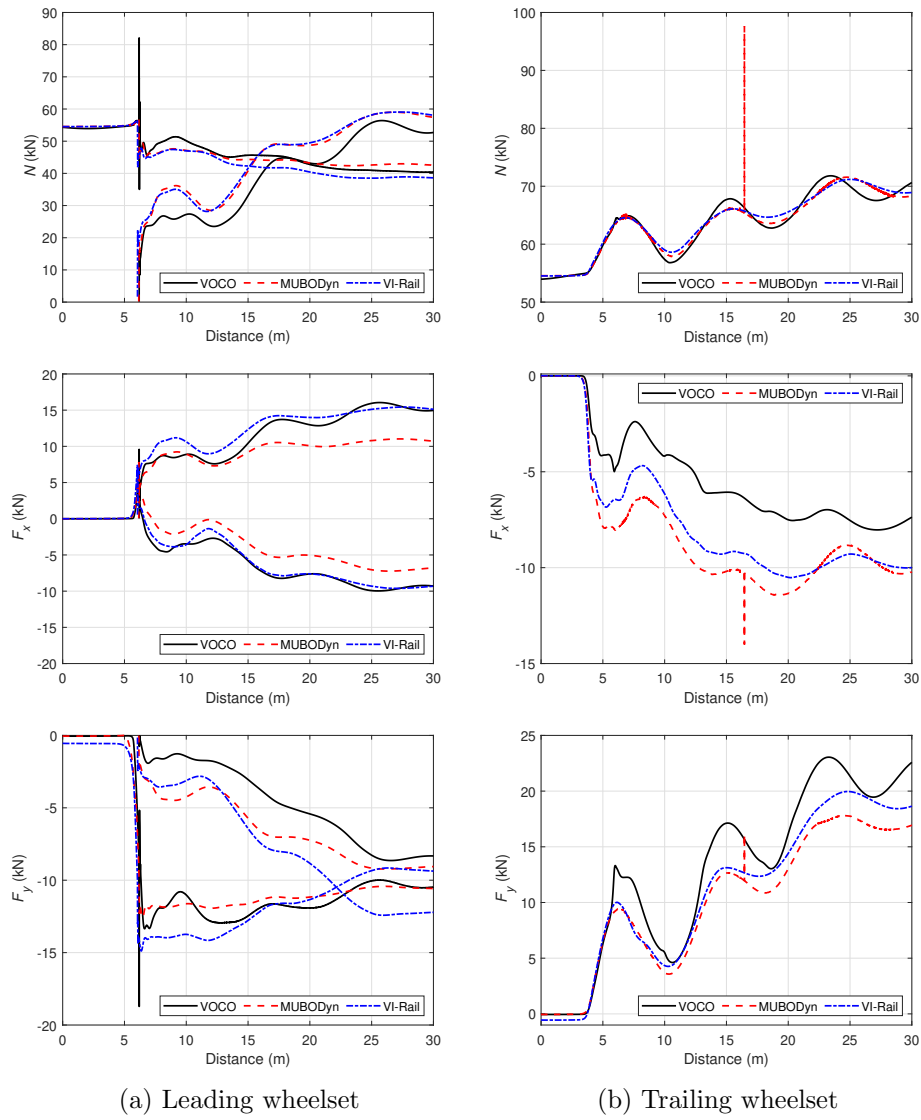 90
80
70
60
50
40
30
20
10
0
N (kN)
VOCO MUBODyn VI-Rail
0 5 10 15 20 25 30
Distance (m)
100
90
80
70
60
50
N (kN)
VOCO MUBODyn VI-Rail
0 5 10 15 20 25 30
Distance (m)
20
15
10
5
0
-5
-10
-15
-20
Fx (kN)
VOCO MUBODyn VI-Rail
0 5 10 15 20 25 30
Distance (m)
0
-5
-10
-15
Fx (kN)
VOCO MUBODyn VI-Rail
0 5 10 15 20 25 30
Distance (m)
0
-5
-10
-15
-20
Fy (kN)
VOCO MUBODyn VI-Rail
0 5 10 15 20 25 30
Distance (m)
25
20
15
10
5
0
Fy (kN)
VOCO MUBODyn VI-Rail
0 5 10 15 20 25 30
Distance (m)
(a) Leading wheelset
(b) Trailing wheelset